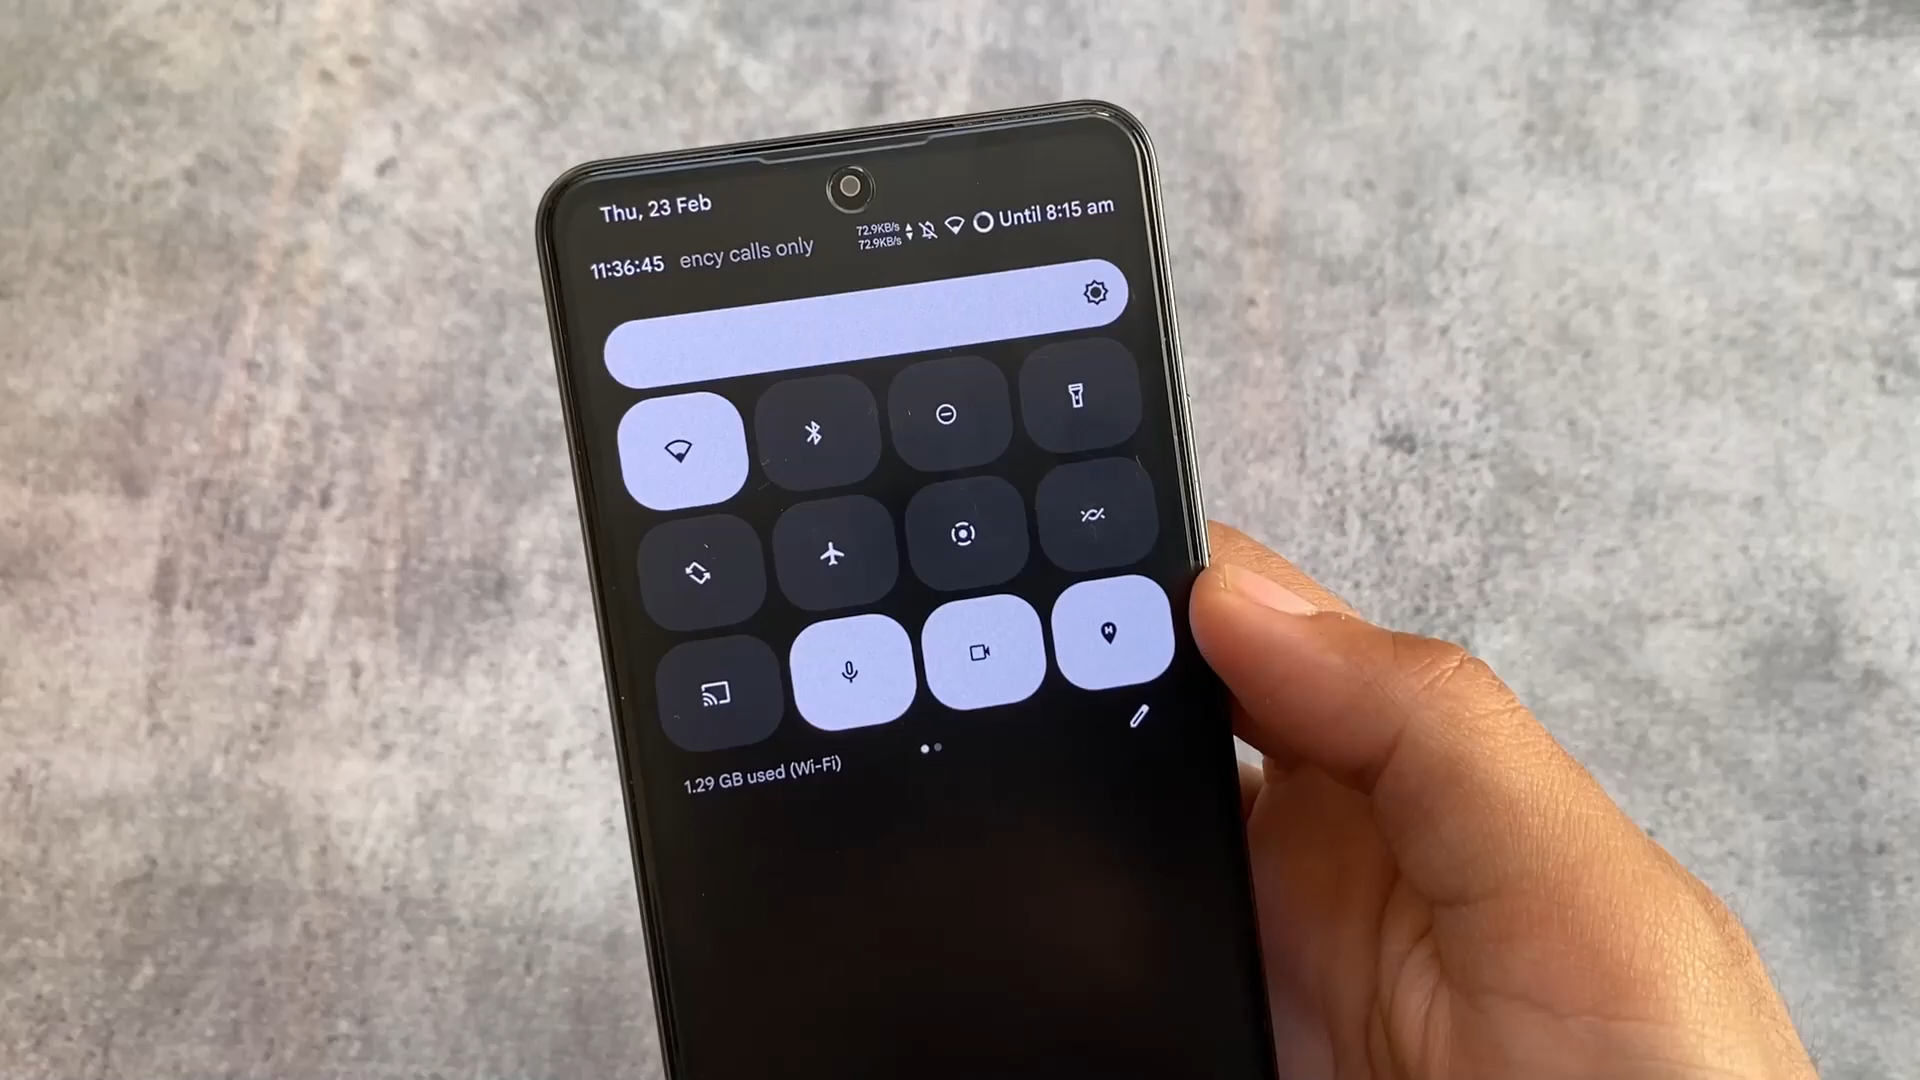 Thu, 23 Feb
11:36:45 ency calls only
72.9KB/s
72.9KB/s
Until 8:15 am
1.29 GB used (Wi-Fi)